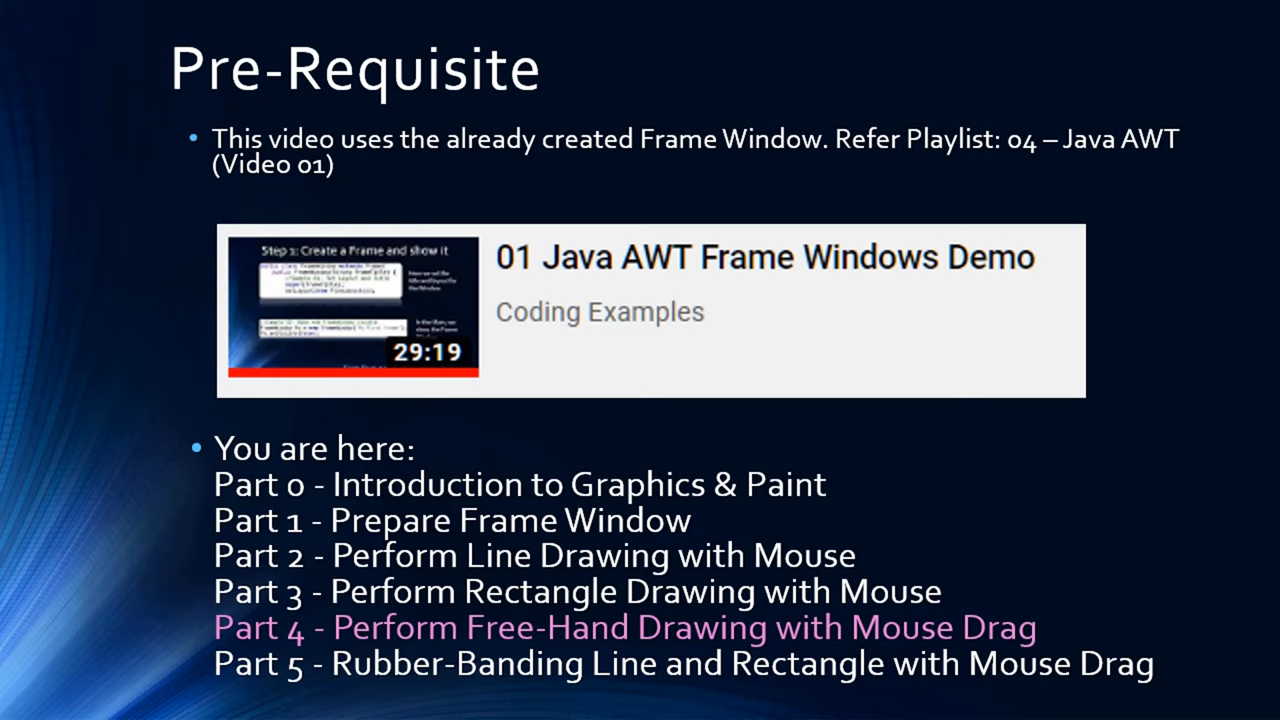 Pre-Requisite
• This video uses the already created Frame Window. Refer Playlist: 04 – Java AWT
(Video 01)
Step 1: Create a Frame and show it
29:19
01 Java AWT Frame Windows Demo
Coding Examples
• You are here:
Part 0 - Introduction to Graphics & Paint
Part 1 - Prepare Frame Window
Part 2 - Perform Line Drawing with Mouse
Part 3 - Perform Rectangle Drawing with Mouse
Part 4 - Perform Free-Hand Drawing with Mouse Drag
Part 5 - Rubber-Banding Line and Rectangle with Mouse Drag